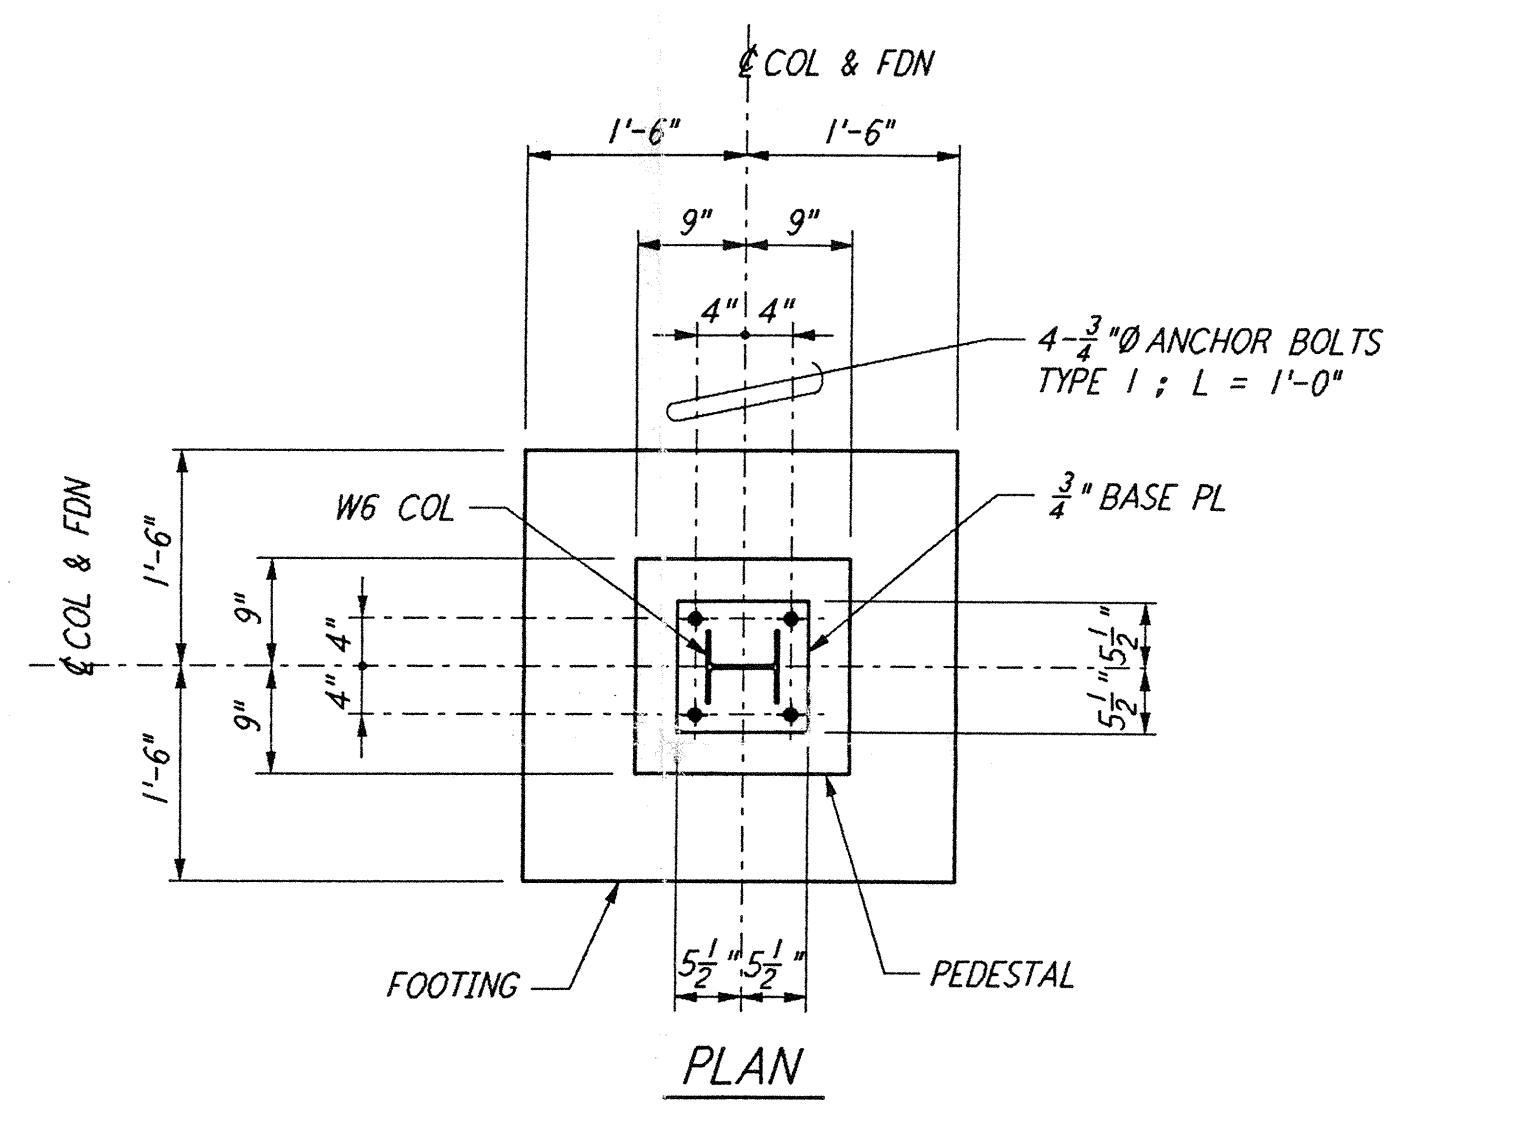 ℄ COL & FDN
1'-6" 1'-6"
9" 9"
4" 4"
4-3/4"Ø ANCHOR BOLTS
TYPE 1 ; L = 1'-0"
W6 COL
3/4" BASE PL
℄ COL & FDN
1'-6"
1'-6"
9"
9"
4"
4"
5 1/2"
5 1/2"
5 1/2" 5 1/2"
FOOTING
PEDESTAL
PLAN